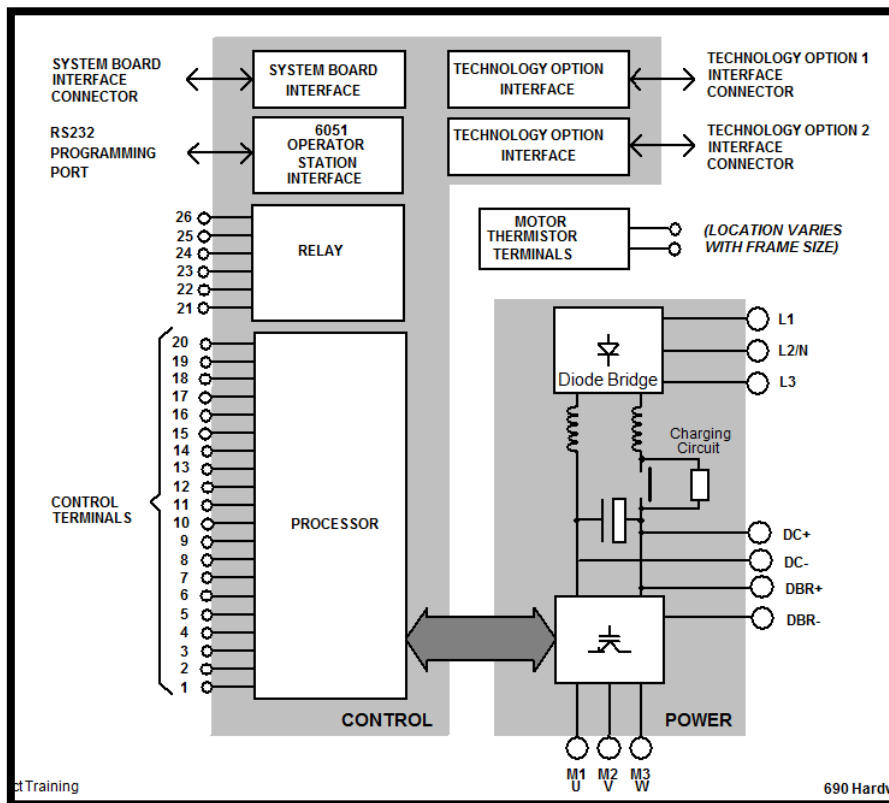 SYSTEM BOARD
INTERFACE
CONNECTOR
SYSTEM BOARD
INTERFACE
TECHNOLOGY OPTION
INTERFACE
TECHNOLOGY OPTION 1
INTERFACE
CONNECTOR
RS232
PROGRAMMING
PORT
6051
OPERATOR
STATION
INTERFACE
TECHNOLOGY OPTION
INTERFACE
TECHNOLOGY OPTION 2
INTERFACE
CONNECTOR
26
25
24
23
22
21
RELAY
MOTOR
THERMISTOR
TERMINALS
(LOCATION VARIES
WITH FRAME SIZE)
CONTROL
TERMINALS
20
19
18
17
16
15
14
13
12
11
10
9
8
7
6
5
4
3
2
1
PROCESSOR
CONTROL
Diode Bridge
L1
L2/N
L3
Charging
Circuit
DC+
DC-
DBR+
DBR-
POWER
M1 M2 M3
U V W
ct Training
690 Hardw